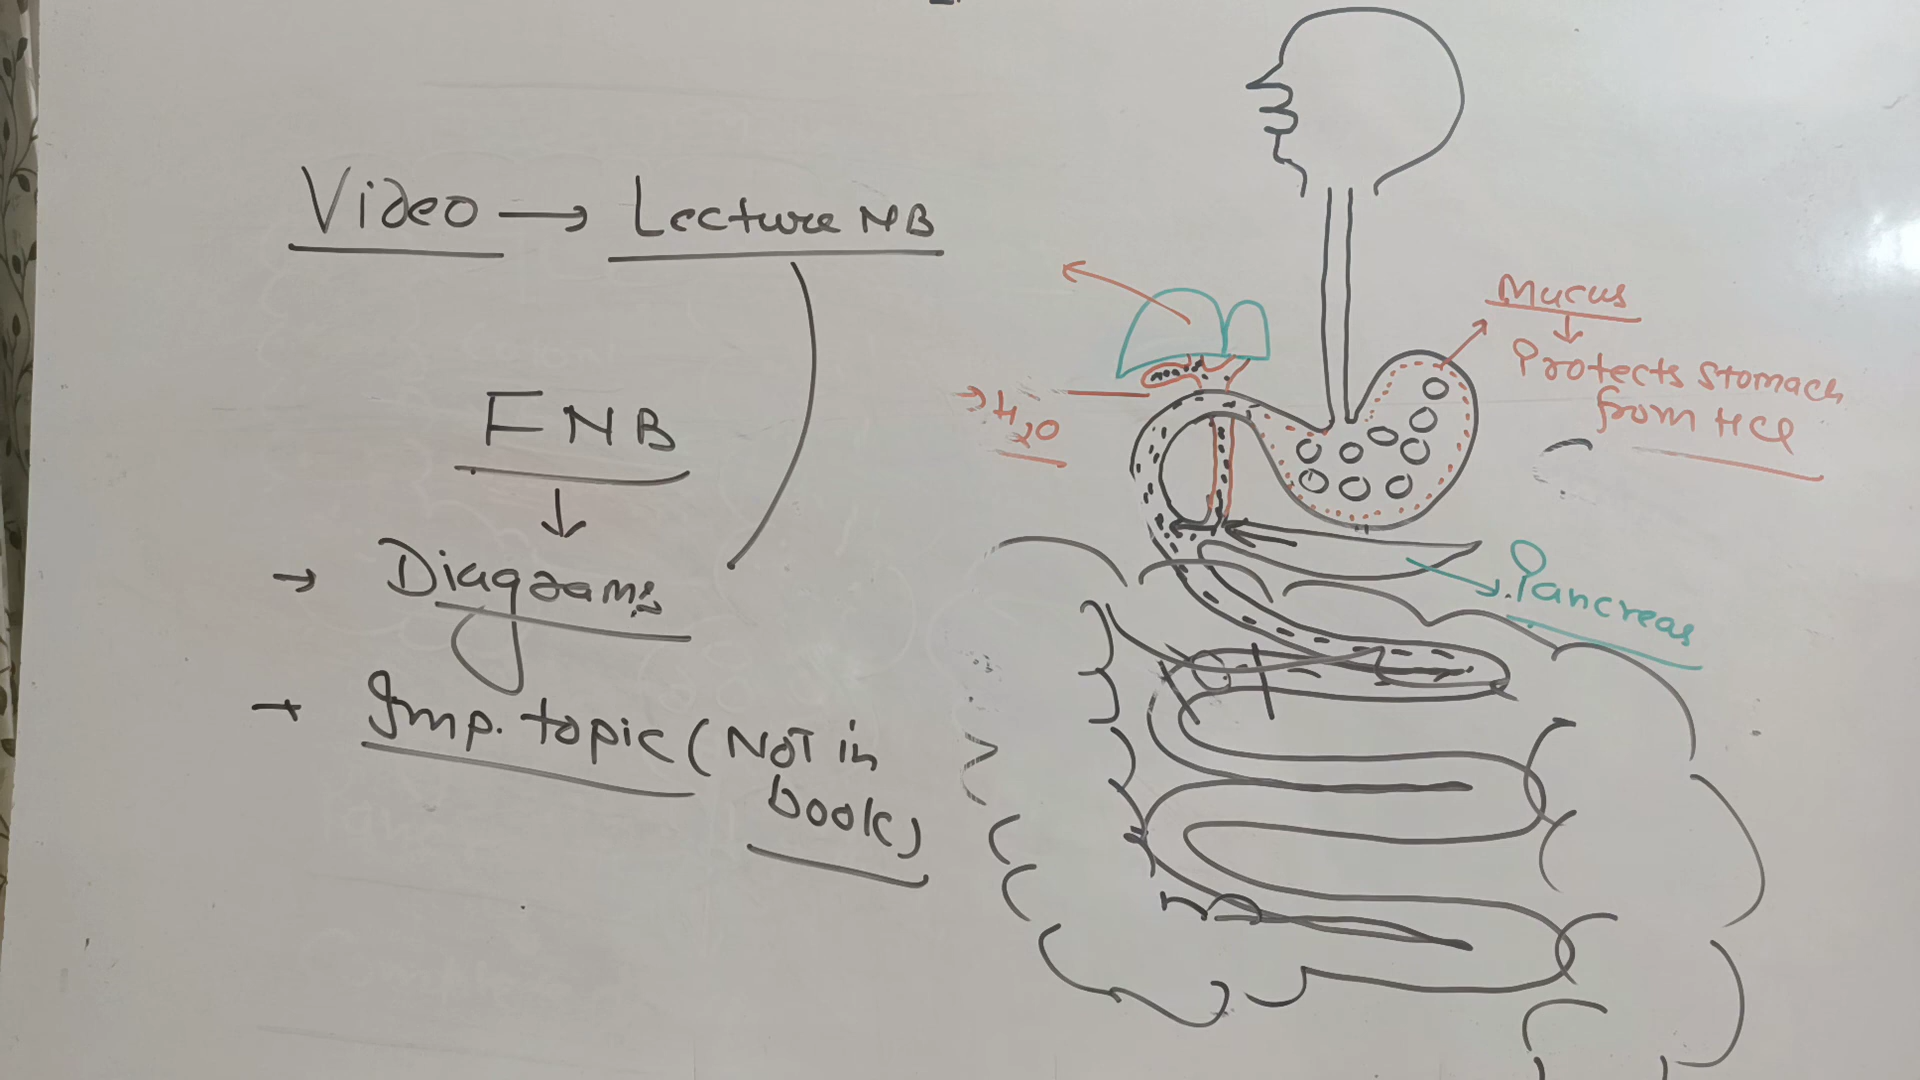 Video → Lecture NB
FNB
↓
→ Diagrams
→ Imp. topic (Not in
book)
Mucus
↓
Protects stomach
from HCl
→ H2O
Pancreas